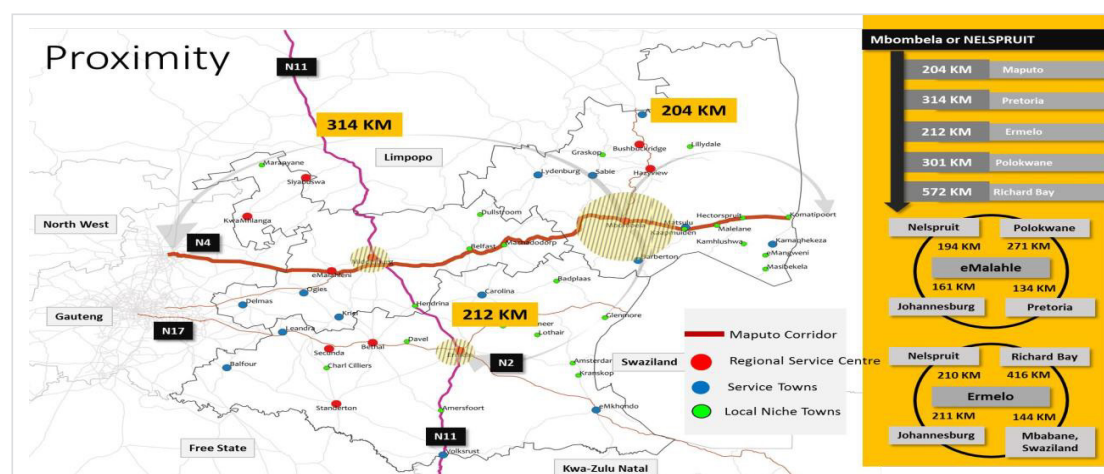 Proximity
N11
314 KM
204 KM
Limpopo
Bushbuckridge
Lillydale
Graskop
Hazyview
Maranyane
Siyabuswa
Lydenburg
Sabie
North West
KwaMhlanga
Dullstroom
Hectorspruit
Komatipoort
N4
Malelane
Kaapmuiden
Kamhlushwa
Kamaqhekeza
Belfast
Machadodorp
eMangweni
Masibekela
eMalahleni
Barberton
Badplaas
Ogies
Carolina
Delmas
Hendrina
212 KM
Gauteng
Kriel
Glenmore
N17
Leandra
Lothair
Davel
Bethal
Secunda
N2
Swaziland
Balfour
Charl Cilliers
Amsterdam
Kranskop
Standerton
Amersfoort
eMkhondo
Free State
N11
Volksrust
Kwa-Zulu Natal
Maputo Corridor
Regional Service Centre
Service Towns
Local Niche Towns
Mbombela or NELSPRUIT
204 KM Maputo
314 KM Pretoria
212 KM Ermelo
301 KM Polokwane
572 KM Richard Bay
Nelspruit Polokwane
194 KM 271 KM
eMalahle
161 KM 134 KM
Johannesburg Pretoria
Nelspruit Richard Bay
210 KM 416 KM
Ermelo
211 KM 144 KM
Johannesburg Mbabane,
Swaziland